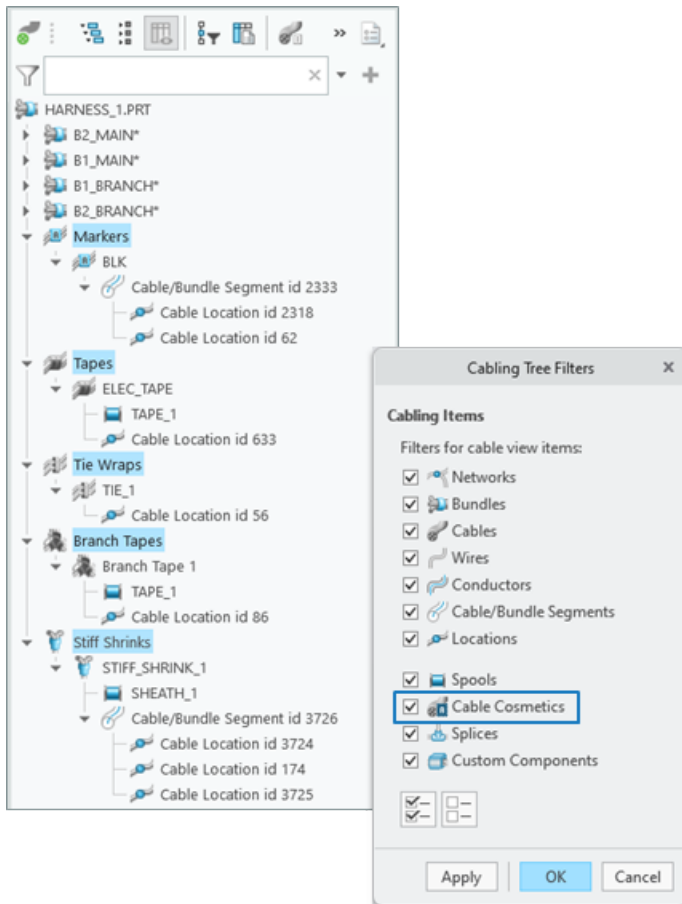 HARNESS_1.PRT
B2_MAIN*
B1_MAIN*
B1_BRANCH*
B2_BRANCH*
Markers
BLK
Cable/Bundle Segment id 2333
Cable Location id 2318
Cable Location id 62
Tapes
ELEC_TAPE
TAPE_1
Cable Location id 633
Tie Wraps
TIE_1
Cable Location id 56
Branch Tapes
Branch Tape 1
TAPE_1
Cable Location id 86
Stiff Shrinks
STIFF_SHRINK_1
SHEATH_1
Cable/Bundle Segment id 3726
Cable Location id 3724
Cable Location id 174
Cable Location id 3725
Cabling Tree Filters
Cabling Items
Filters for cable view items:
Networks
Bundles
Cables
Wires
Conductors
Cable/Bundle Segments
Locations
Spools
Cable Cosmetics
Splices
Custom Components
Apply
OK
Cancel